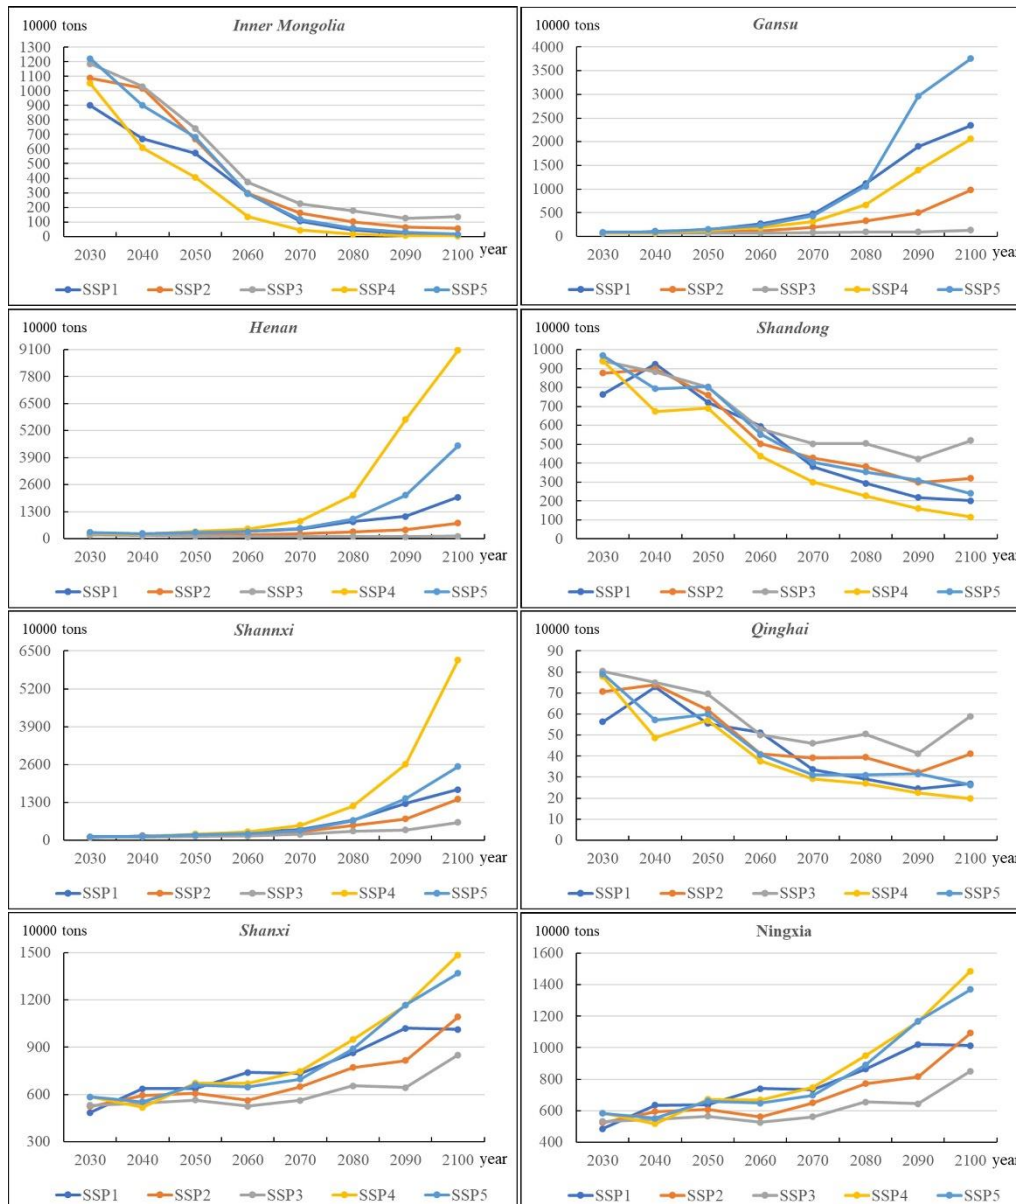 10000 tons Inner Mongolia
1300
1200
1100
1000
900
800
700
600
500
400
300
200
100
0
2030 2040 2050 2060 2070 2080 2090 2100 year
SSP1 SSP2 SSP3 SSP4 SSP5
10000 tons Gansu
4000
3500
3000
2500
2000
1500
1000
500
0
2030 2040 2050 2060 2070 2080 2090 2100 year
SSP1 SSP2 SSP3 SSP4 SSP5
10000 tons Henan
9100
7800
6500
5200
3900
2600
1300
0
2030 2040 2050 2060 2070 2080 2090 2100 year
SSP1 SSP2 SSP3 SSP4 SSP5
10000 tons Shandong
1000
900
800
700
600
500
400
300
200
100
0
2030 2040 2050 2060 2070 2080 2090 2100 year
SSP1 SSP2 SSP3 SSP4 SSP5
10000 tons Shannxi
6500
5200
3900
2600
1300
0
2030 2040 2050 2060 2070 2080 2090 2100 year
SSP1 SSP2 SSP3 SSP4 SSP5
10000 tons Qinghai
90
80
70
60
50
40
30
20
10
0
2030 2040 2050 2060 2070 2080 2090 2100 year
SSP1 SSP2 SSP3 SSP4 SSP5
10000 tons Shanxi
1500
1200
900
600
300
2030 2040 2050 2060 2070 2080 2090 2100 year
SSP1 SSP2 SSP3 SSP4 SSP5
10000 tons Ningxia
1600
1400
1200
1000
800
600
400
2030 2040 2050 2060 2070 2080 2090 2100 year
SSP1 SSP2 SSP3 SSP4 SSP5